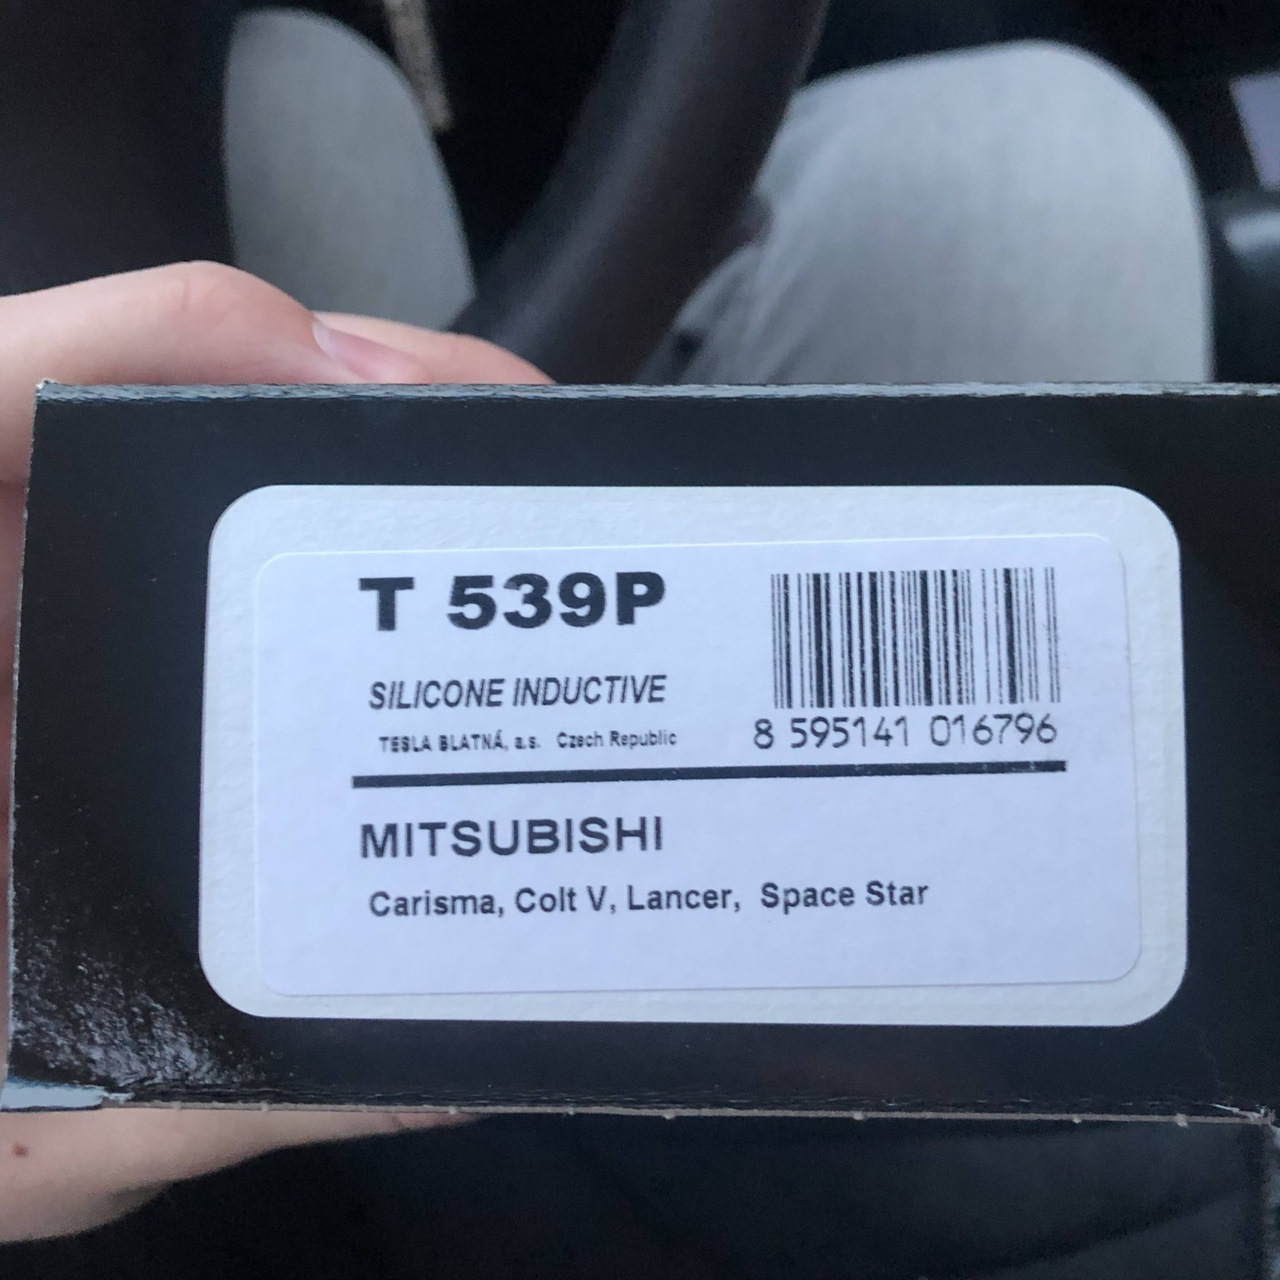 T 539P
SILICONE INDUCTIVE
TESLA BLATNÁ, a.s. Czech Republic
8 595141 016796
MITSUBISHI
Carisma, Colt V, Lancer, Space Star